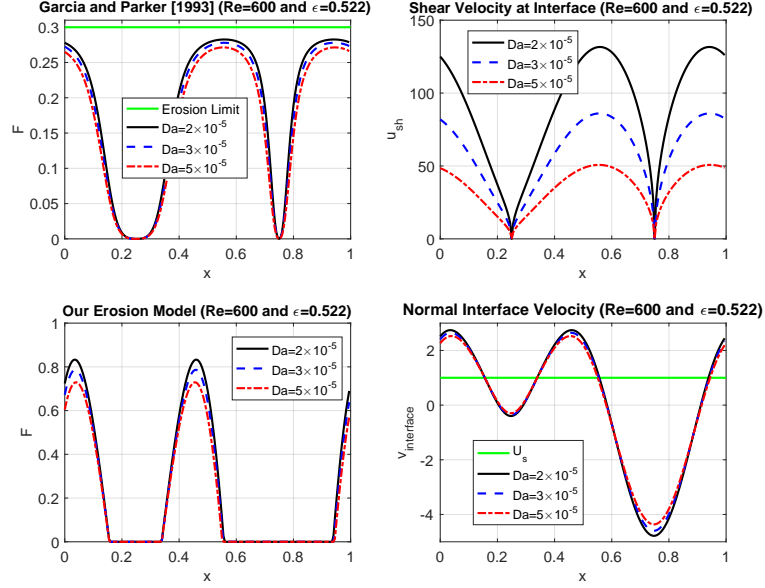 Garcia and Parker [1993] (Re=600 and ϵ=0.522)
0.3
0.25
0.2
0.15
0.1
0.05
0
F
Erosion Limit
Da=2×10⁻⁵
Da=3×10⁻⁵
Da=5×10⁻⁵
0 0.2 0.4 0.6 0.8 1
x
Shear Velocity at Interface (Re=600 and ϵ=0.522)
150
100
50
0
u_sh
Da=2×10⁻⁵
Da=3×10⁻⁵
Da=5×10⁻⁵
0 0.2 0.4 0.6 0.8 1
x
Our Erosion Model (Re=600 and ϵ=0.522)
1
0.8
0.6
0.4
0.2
0
F
Da=2×10⁻⁵
Da=3×10⁻⁵
Da=5×10⁻⁵
0 0.2 0.4 0.6 0.8 1
x
Normal Interface Velocity (Re=600 and ϵ=0.522)
2
0
-2
-4
v_interface
U_s
Da=2×10⁻⁵
Da=3×10⁻⁵
Da=5×10⁻⁵
0 0.2 0.4 0.6 0.8 1
x